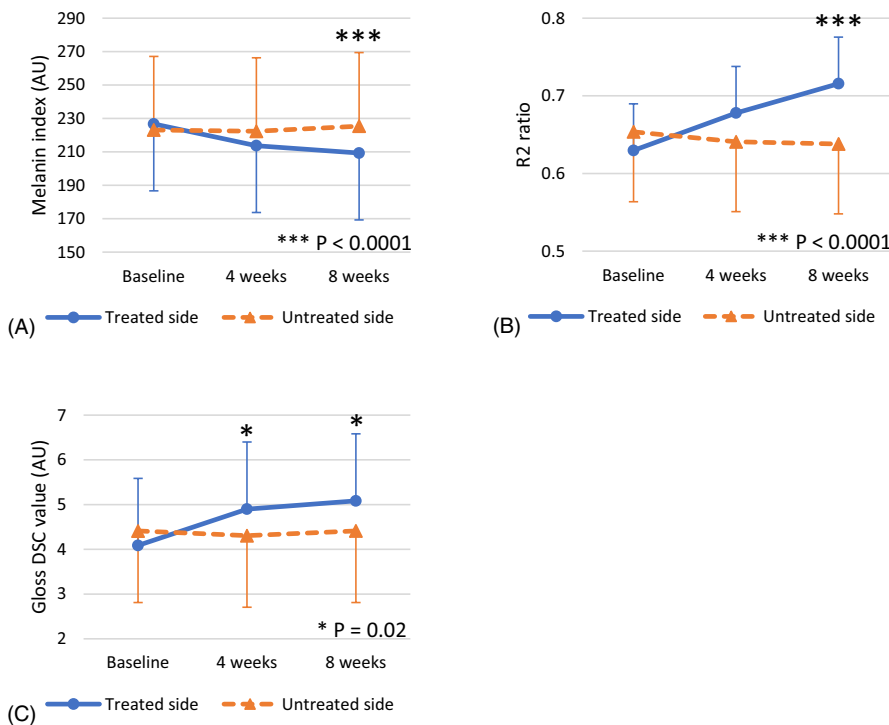 290
270
250
230
210
190
170
150
Melanin index (AU)
***
*** P < 0.0001
Baseline 4 weeks 8 weeks
(A) Treated side Untreated side
0.8
0.7
0.6
0.5
R2 ratio
***
*** P < 0.0001
Baseline 4 weeks 8 weeks
(B) Treated side Untreated side
7
6
5
4
3
2
Gloss DSC value (AU)
* *
* P = 0.02
Baseline 4 weeks 8 weeks
(C) Treated side Untreated side